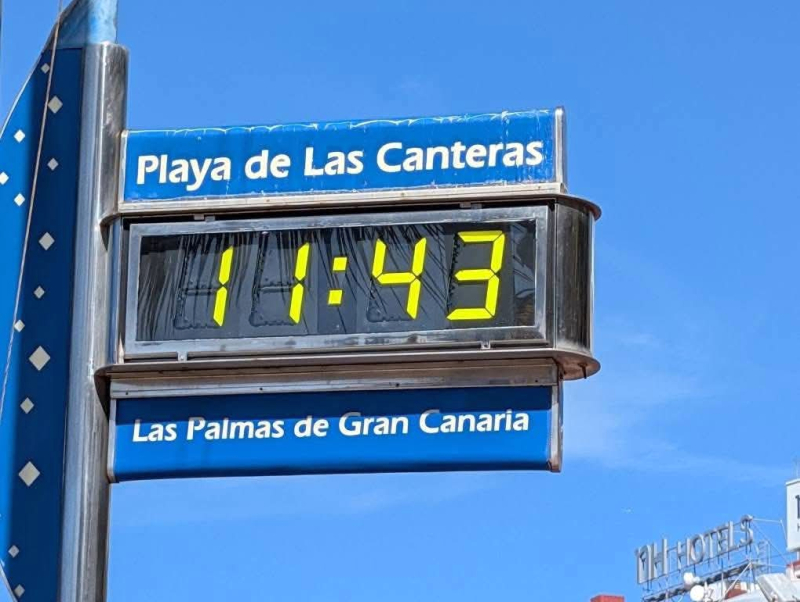 Playa de Las Canteras
11:43
Las Palmas de Gran Canaria
NH HOTELS